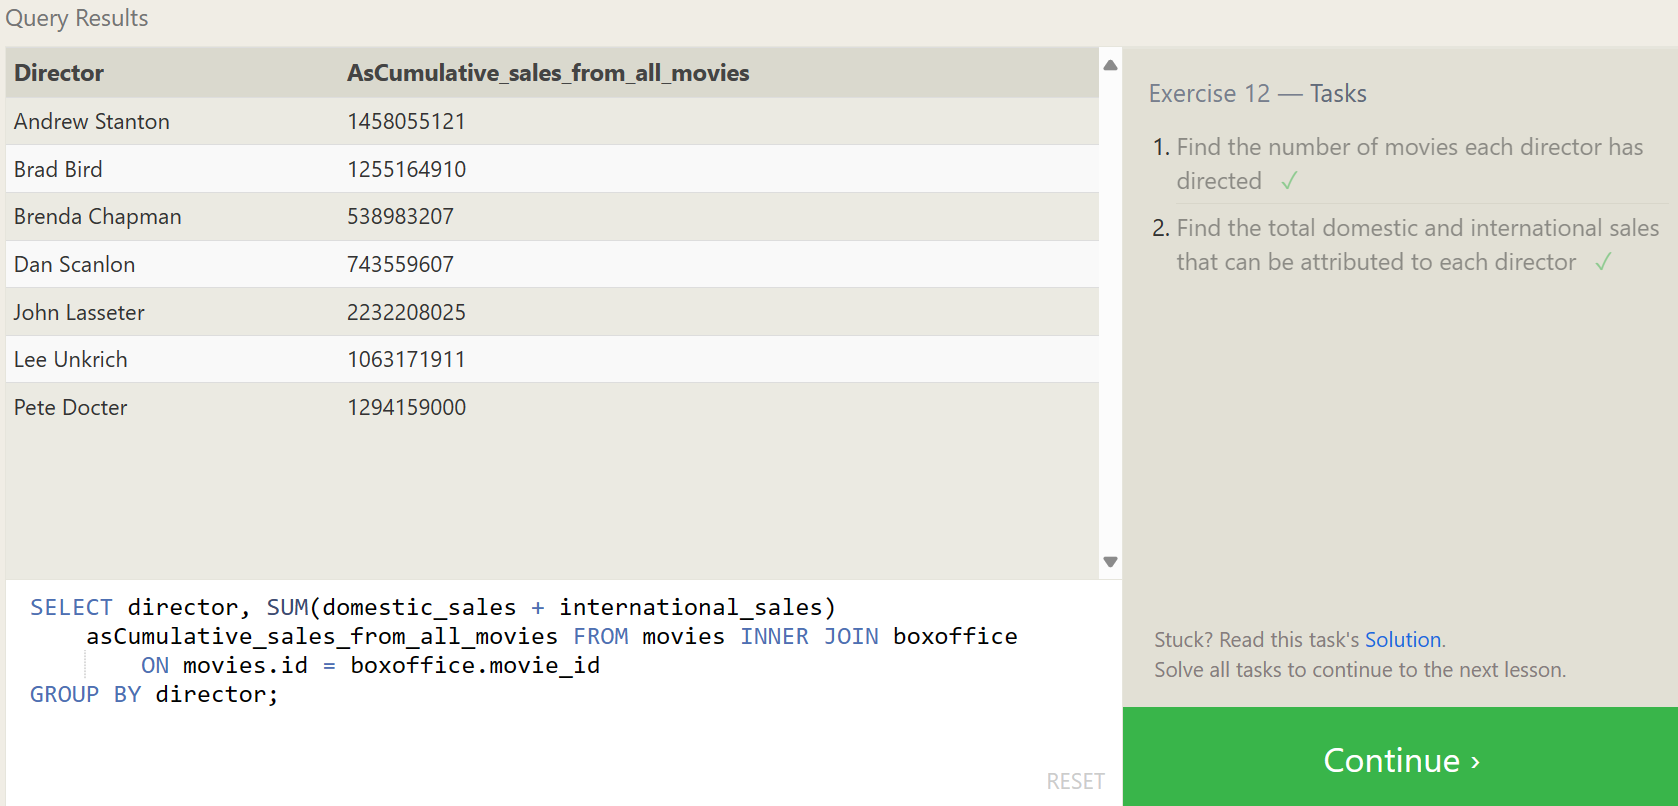 Query Results
Director AsCumulative_sales_from_all_movies
Andrew Stanton 1458055121
Brad Bird 1255164910
Brenda Chapman 538983207
Dan Scanlon 743559607
John Lasseter 2232208025
Lee Unkrich 1063171911
Pete Docter 1294159000
SELECT director, SUM(domestic_sales + international_sales)
asCumulative_sales_from_all_movies FROM movies INNER JOIN boxoffice
ON movies.id = boxoffice.movie_id
GROUP BY director;
RESET
Exercise 12 — Tasks
1. Find the number of movies each director has
directed ✓
2. Find the total domestic and international sales
that can be attributed to each director ✓
Stuck? Read this task's Solution.
Solve all tasks to continue to the next lesson.
Continue ›